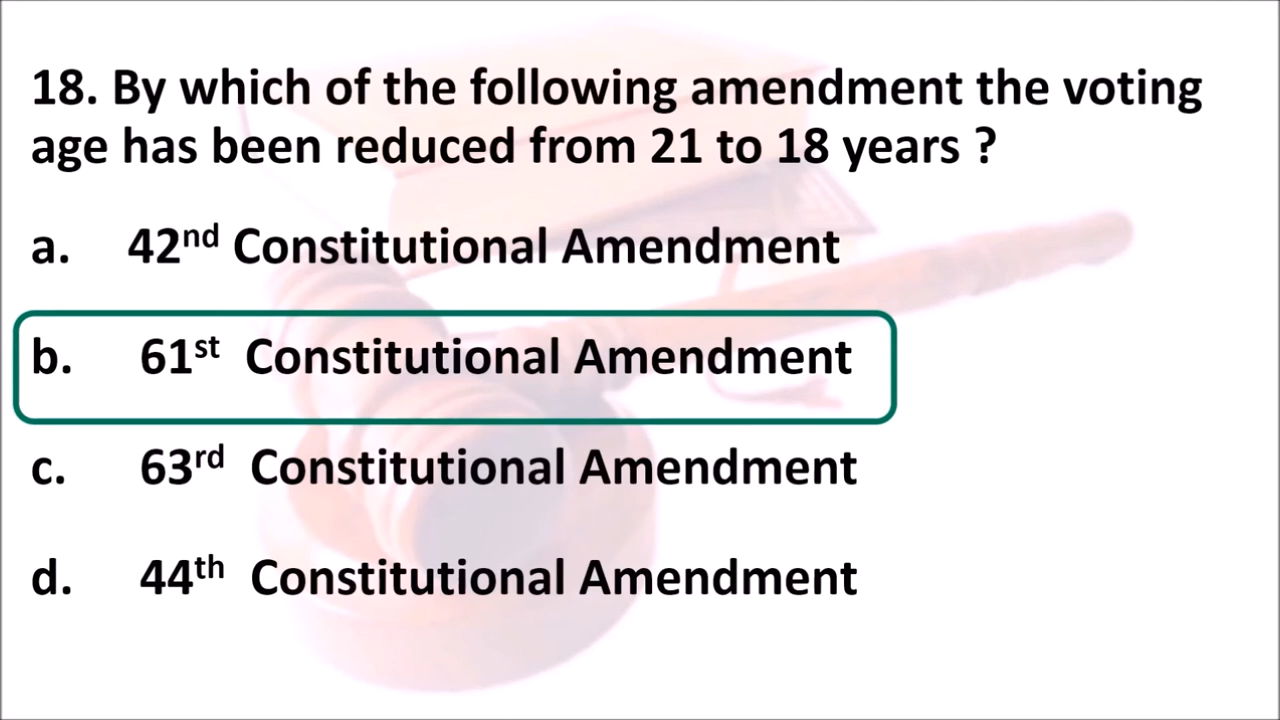 18. By which of the following amendment the voting
age has been reduced from 21 to 18 years ?
a. 42nd Constitutional Amendment
b. 61st Constitutional Amendment
c. 63rd Constitutional Amendment
d. 44th Constitutional Amendment